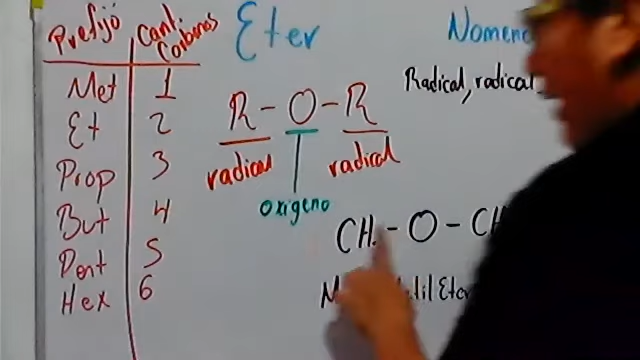 Prefijo Cant. Carbonos
Met 1
Et 2
Prop 3
But 4
Pent 5
Hex 6
Eter
R - O - R
radical radical
oxigeno
Radical, radical
CH - O - CH
Eter